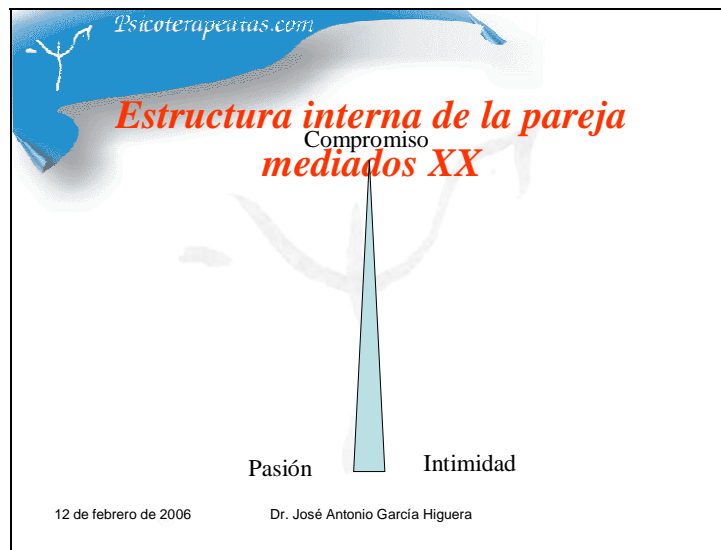 Psicoterapeutas.com
Estructura interna de la pareja
mediados XX
Compromiso
Pasión
Intimidad
12 de febrero de 2006
Dr. José Antonio García Higuera